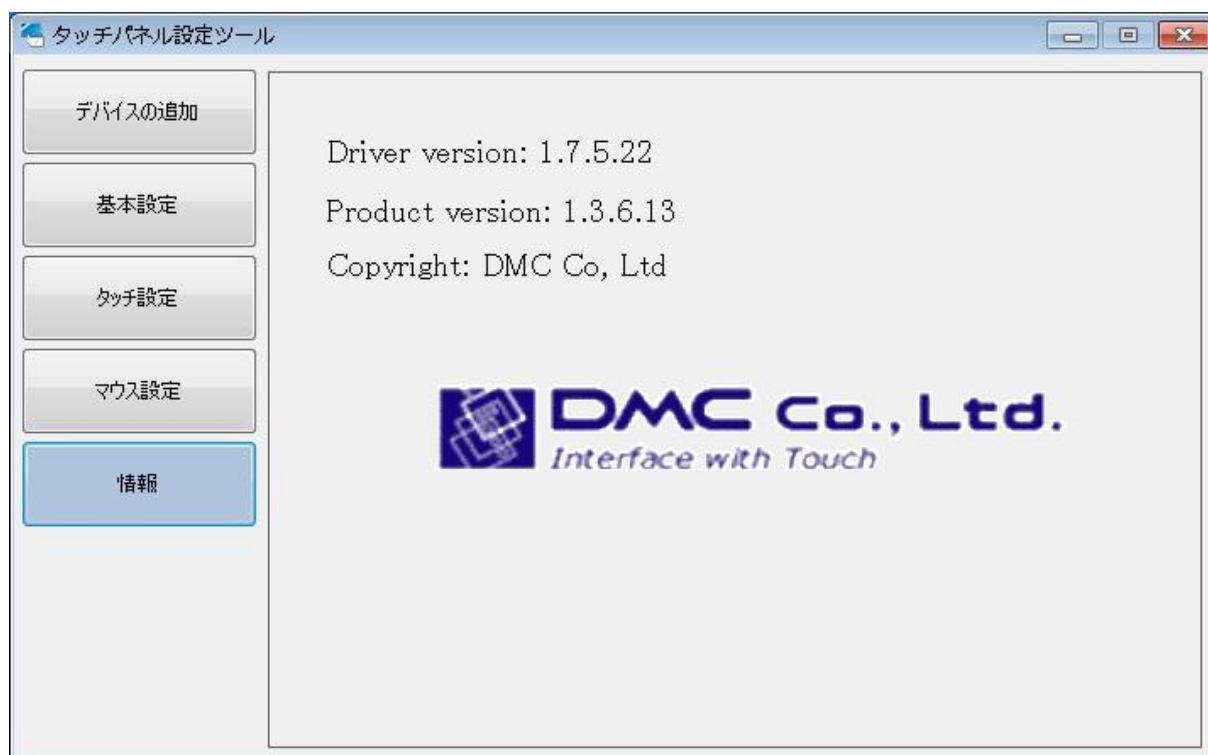 タッチパネル設定ツール
デバイスの追加
基本設定
タッチ設定
マウス設定
情報
Driver version: 1.7.5.22
Product version: 1.3.6.13
Copyright: DMC Co, Ltd
DMC Co., Ltd.
Interface with Touch